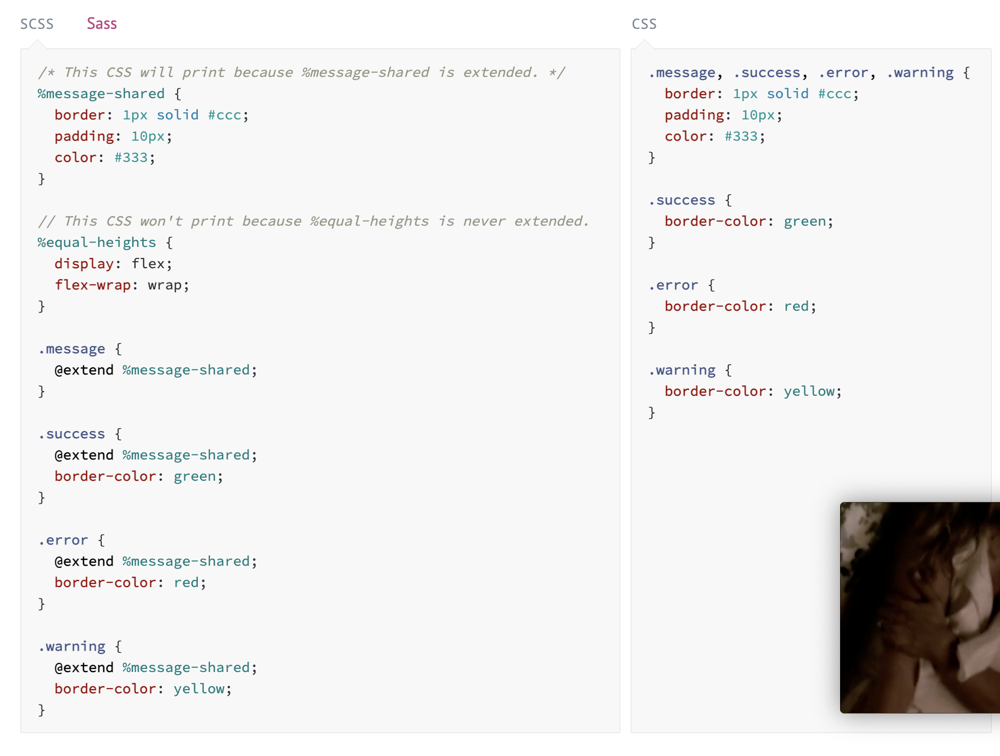 SCSS Sass
/* This CSS will print because %message-shared is extended. */
%message-shared {
  border: 1px solid #ccc;
  padding: 10px;
  color: #333;
}

// This CSS won't print because %equal-heights is never extended.
%equal-heights {
  display: flex;
  flex-wrap: wrap;
}

.message {
  @extend %message-shared;
}

.success {
  @extend %message-shared;
  border-color: green;
}

.error {
  @extend %message-shared;
  border-color: red;
}

.warning {
  @extend %message-shared;
  border-color: yellow;
}
CSS
.message, .success, .error, .warning {
  border: 1px solid #ccc;
  padding: 10px;
  color: #333;
}

.success {
  border-color: green;
}

.error {
  border-color: red;
}

.warning {
  border-color: yellow;
}